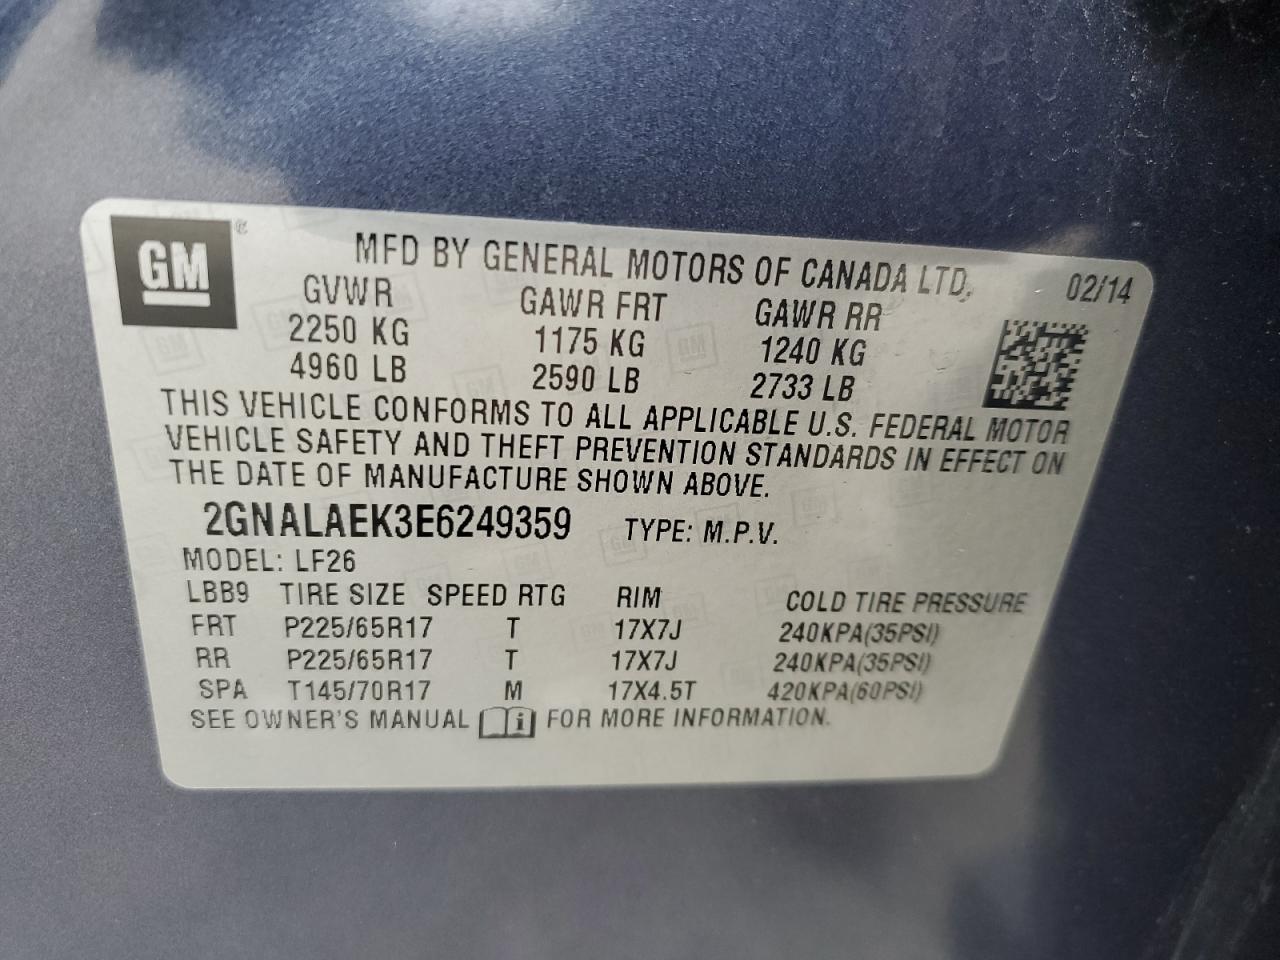 GM ®
MFD BY GENERAL MOTORS OF CANADA LTD. 02/14
GVWR GAWR FRT GAWR RR
2250 KG 1175 KG 1240 KG
4960 LB 2590 LB 2733 LB
THIS VEHICLE CONFORMS TO ALL APPLICABLE U.S. FEDERAL MOTOR
VEHICLE SAFETY AND THEFT PREVENTION STANDARDS IN EFFECT ON
THE DATE OF MANUFACTURE SHOWN ABOVE.
2GNALAEK3E6249359 TYPE: M.P.V.
MODEL: LF26
LBB9 TIRE SIZE SPEED RTG RIM COLD TIRE PRESSURE
FRT P225/65R17 T 17X7J 240KPA(35PSI)
RR P225/65R17 T 17X7J 240KPA(35PSI)
SPA T145/70R17 M 17X4.5T 420KPA(60PSI)
SEE OWNER'S MANUAL i FOR MORE INFORMATION.